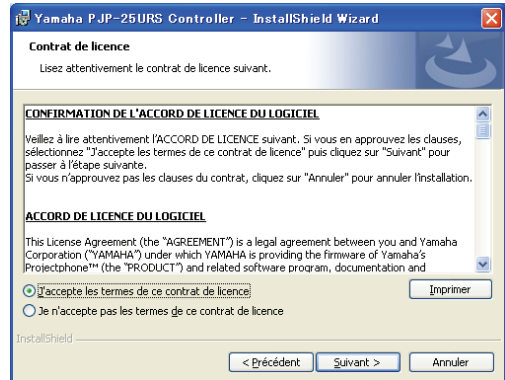 Yamaha PJP-25URS Controller - InstallShield Wizard
Contrat de licence
Lisez attentivement le contrat de licence suivant.
CONFIRMATION DE L'ACCORD DE LICENCE DU LOGICIEL
Veillez à lire attentivement l'ACCORD DE LICENCE suivant. Si vous en approuvez les clauses,
sélectionnez "J'accepte les termes de ce contrat de licence" puis cliquez sur "Suivant" pour
passer à l'étape suivante.
Si vous n'approuvez pas les clauses du contrat, cliquez sur "Annuler" pour annuler l'installation.
ACCORD DE LICENCE DU LOGICIEL
This License Agreement (the "AGREEMENT") is a legal agreement between you and Yamaha
Corporation ("YAMAHA") under which YAMAHA is providing the firmware of Yamaha's
Projectphone™ (the "PRODUCT") and related software program, documentation and
J'accepte les termes de ce contrat de licence
Imprimer
Je n'accepte pas les termes de ce contrat de licence
InstallShield
< Précédent
Suivant >
Annuler